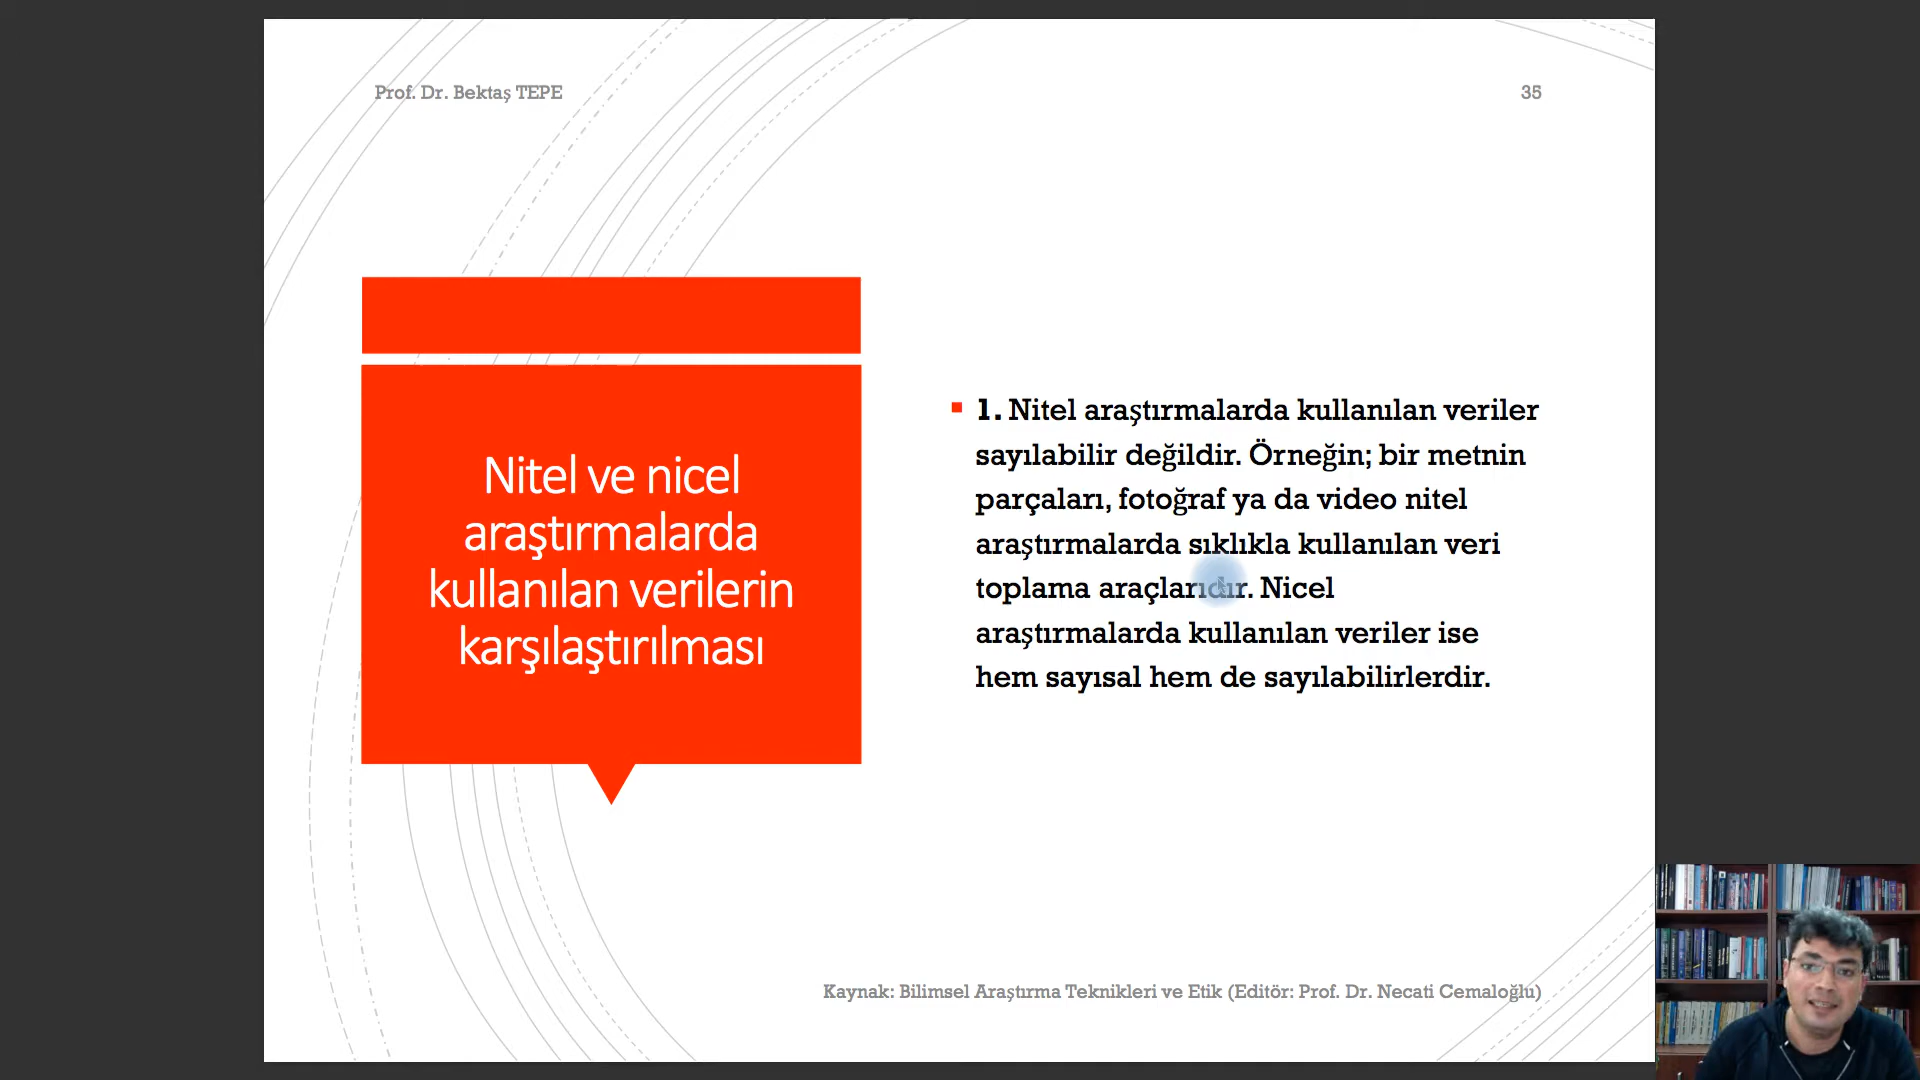 Prof. Dr. Bektaş TEPE
35
Nitel ve nicel
araştırmalarda
kullanılan verilerin
karşılaştırılması
1. Nitel araştırmalarda kullanılan veriler
sayılabilir değildir. Örneğin; bir metnin
parçaları, fotoğraf ya da video nitel
araştırmalarda sıklıkla kullanılan veri
toplama araçlarıdır. Nicel
araştırmalarda kullanılan veriler ise
hem sayısal hem de sayılabilirlerdir.
Kaynak: Bilimsel Araştırma Teknikleri ve Etik (Editör: Prof. Dr. Necati Cemaloğlu)